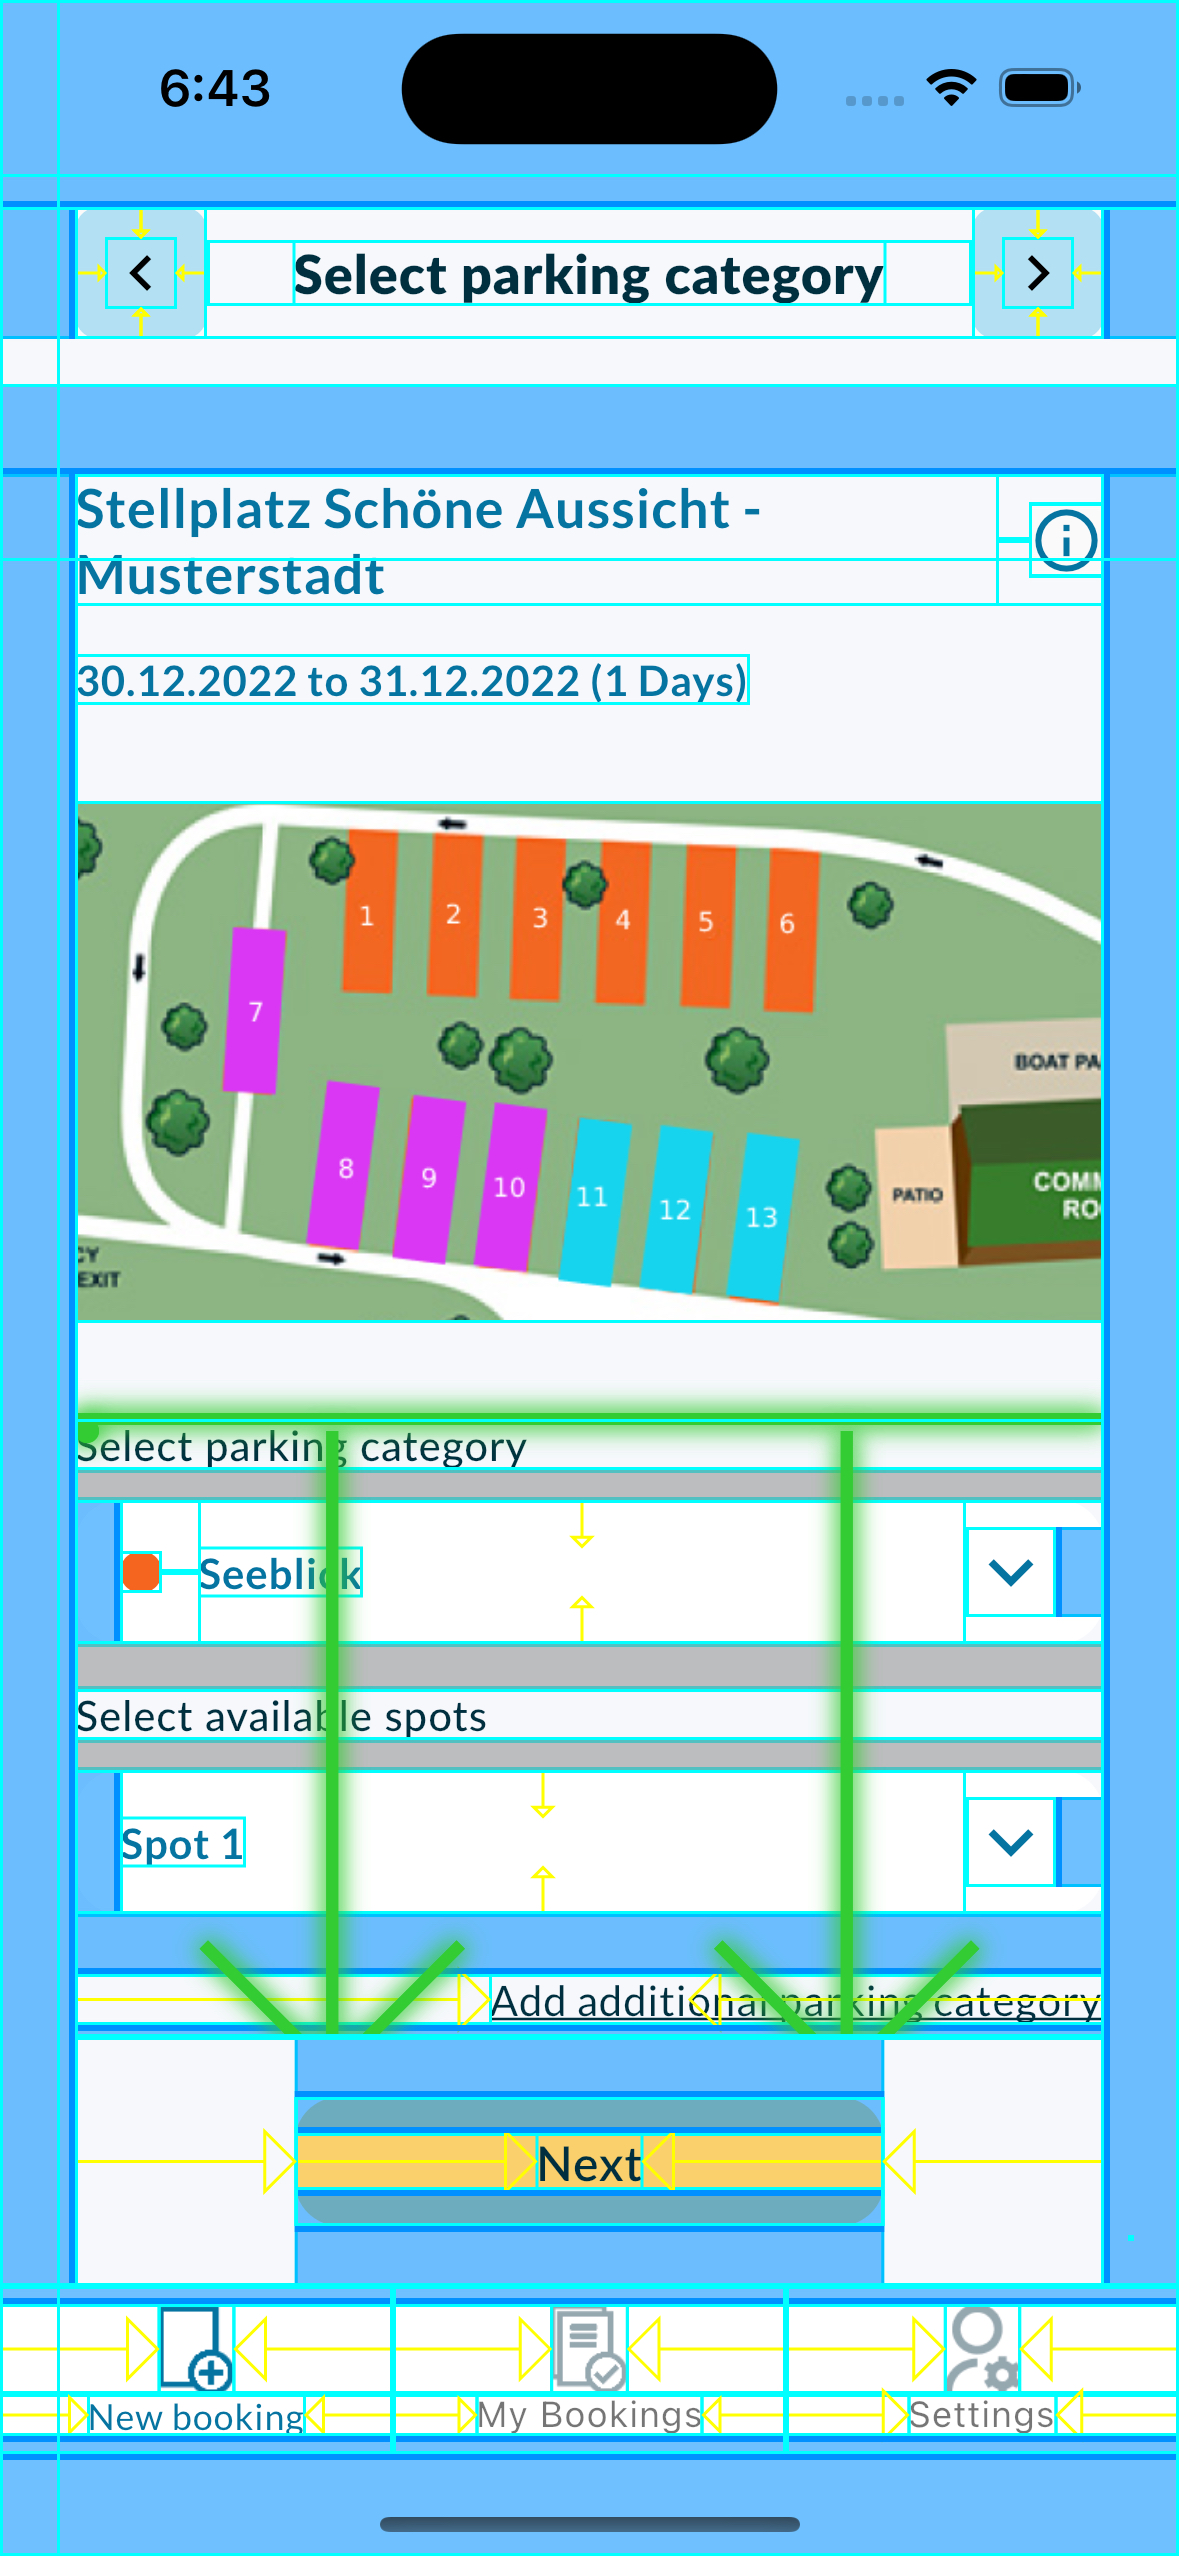 6:43
Select parking category
Stellplatz Schöne Aussicht -
Musterstadt
30.12.2022 to 31.12.2022 (1 Days)
1
2
3
4
5
6
7
BOAT PA
8
9
10
11
12
13
PATIO
COMM
RO
CY
EXIT
Select parking category
Seeblick
Select available spots
Spot 1
Add additional parking category
Next
New booking
My Bookings
Settings